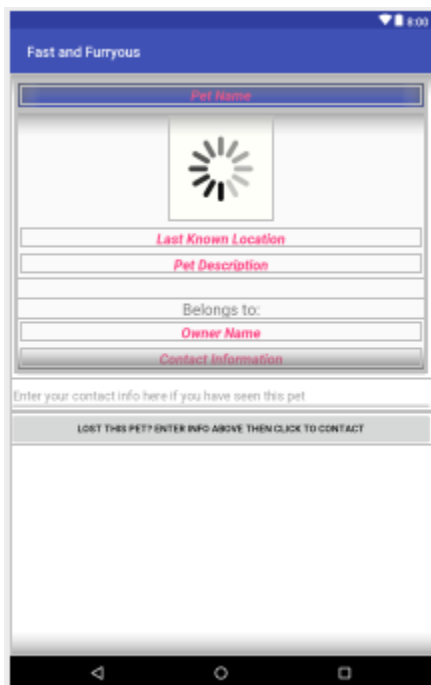 8:00
Fast and Furryous
Pet Name
Last Known Location
Pet Description
Belongs to:
Owner Name
Contact Information
Enter your contact info here if you have seen this pet
LOST THIS PET? ENTER INFO ABOVE THEN CLICK TO CONTACT